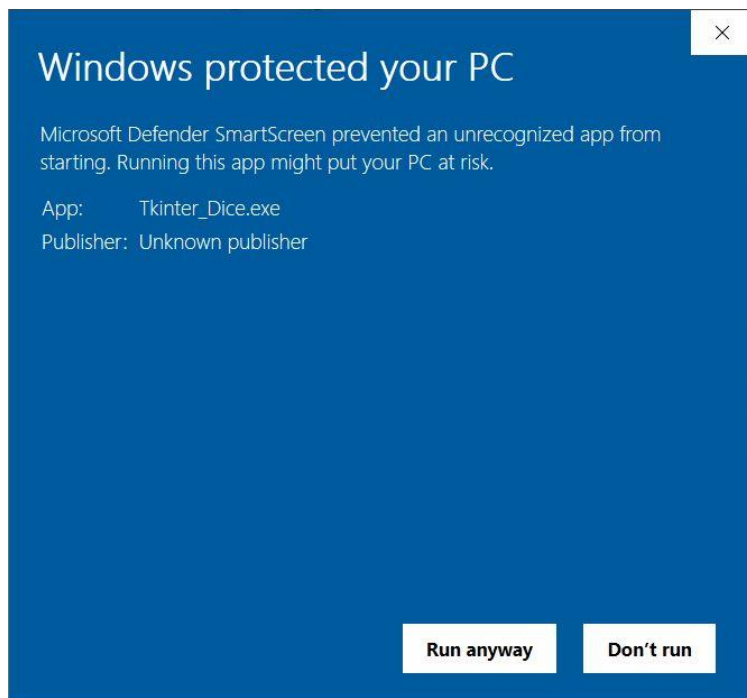 Windows protected your PC
Microsoft Defender SmartScreen prevented an unrecognized app from
starting. Running this app might put your PC at risk.
App: Tkinter_Dice.exe
Publisher: Unknown publisher
Run anyway Don’t run